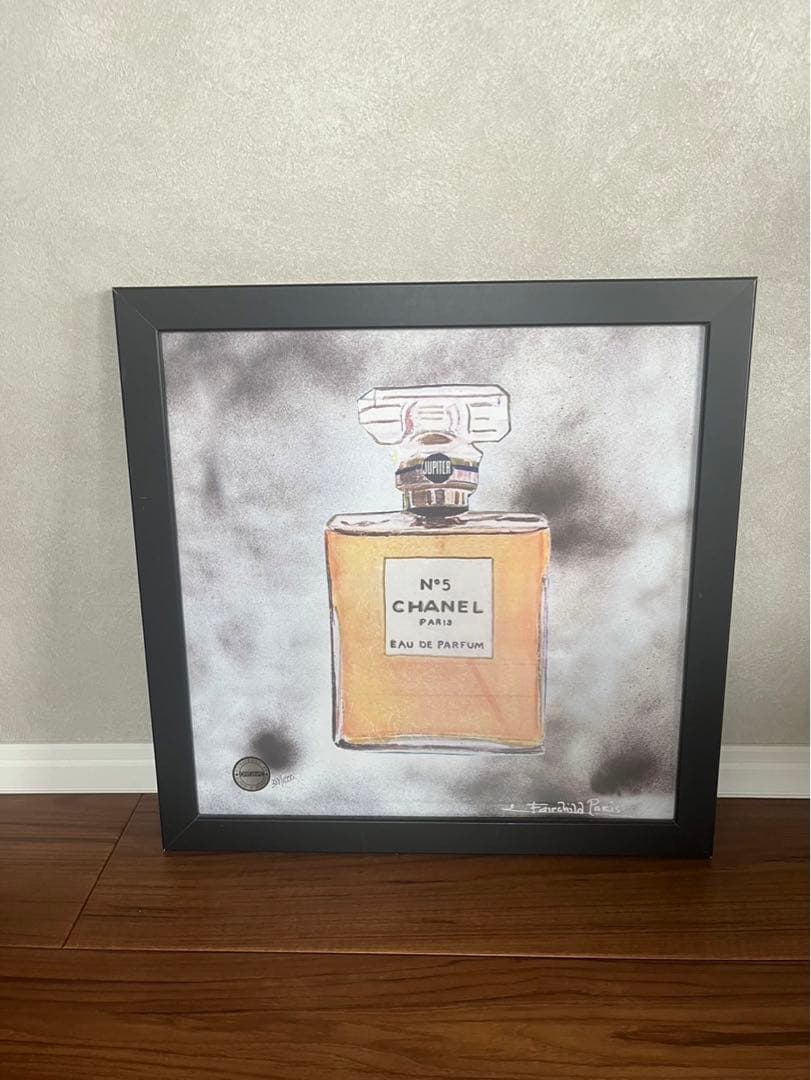 JUPITER
N°5
CHANEL
PARIS
EAU DE PARFUM
Fairchild Paris